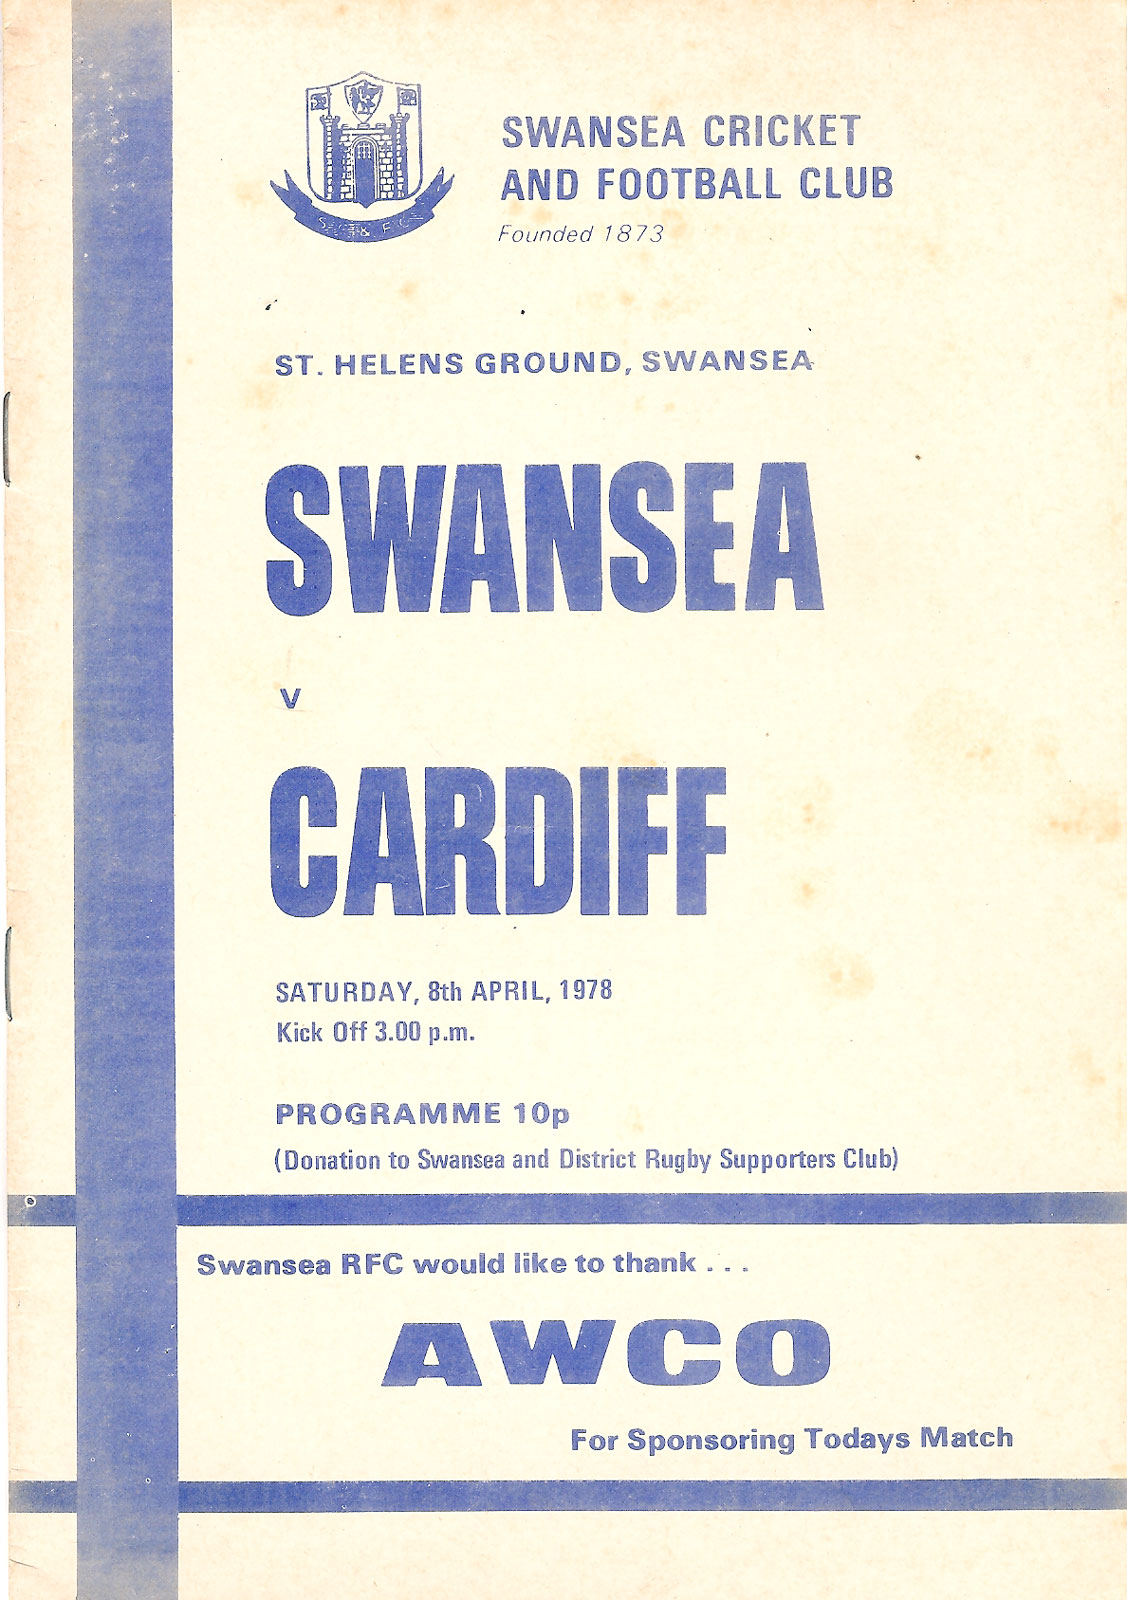 SWANSEA CRICKET
AND FOOTBALL CLUB
Founded 1873
ST. HELENS GROUND, SWANSEA
SWANSEA
V
CARDIFF
SATURDAY, 8th APRIL, 1978
Kick Off 3.00 p.m.
PROGRAMME 10p
(Donation to Swansea and District Rugby Supporters Club)
Swansea RFC would like to thank . . .
AWCO
For Sponsoring Todays Match